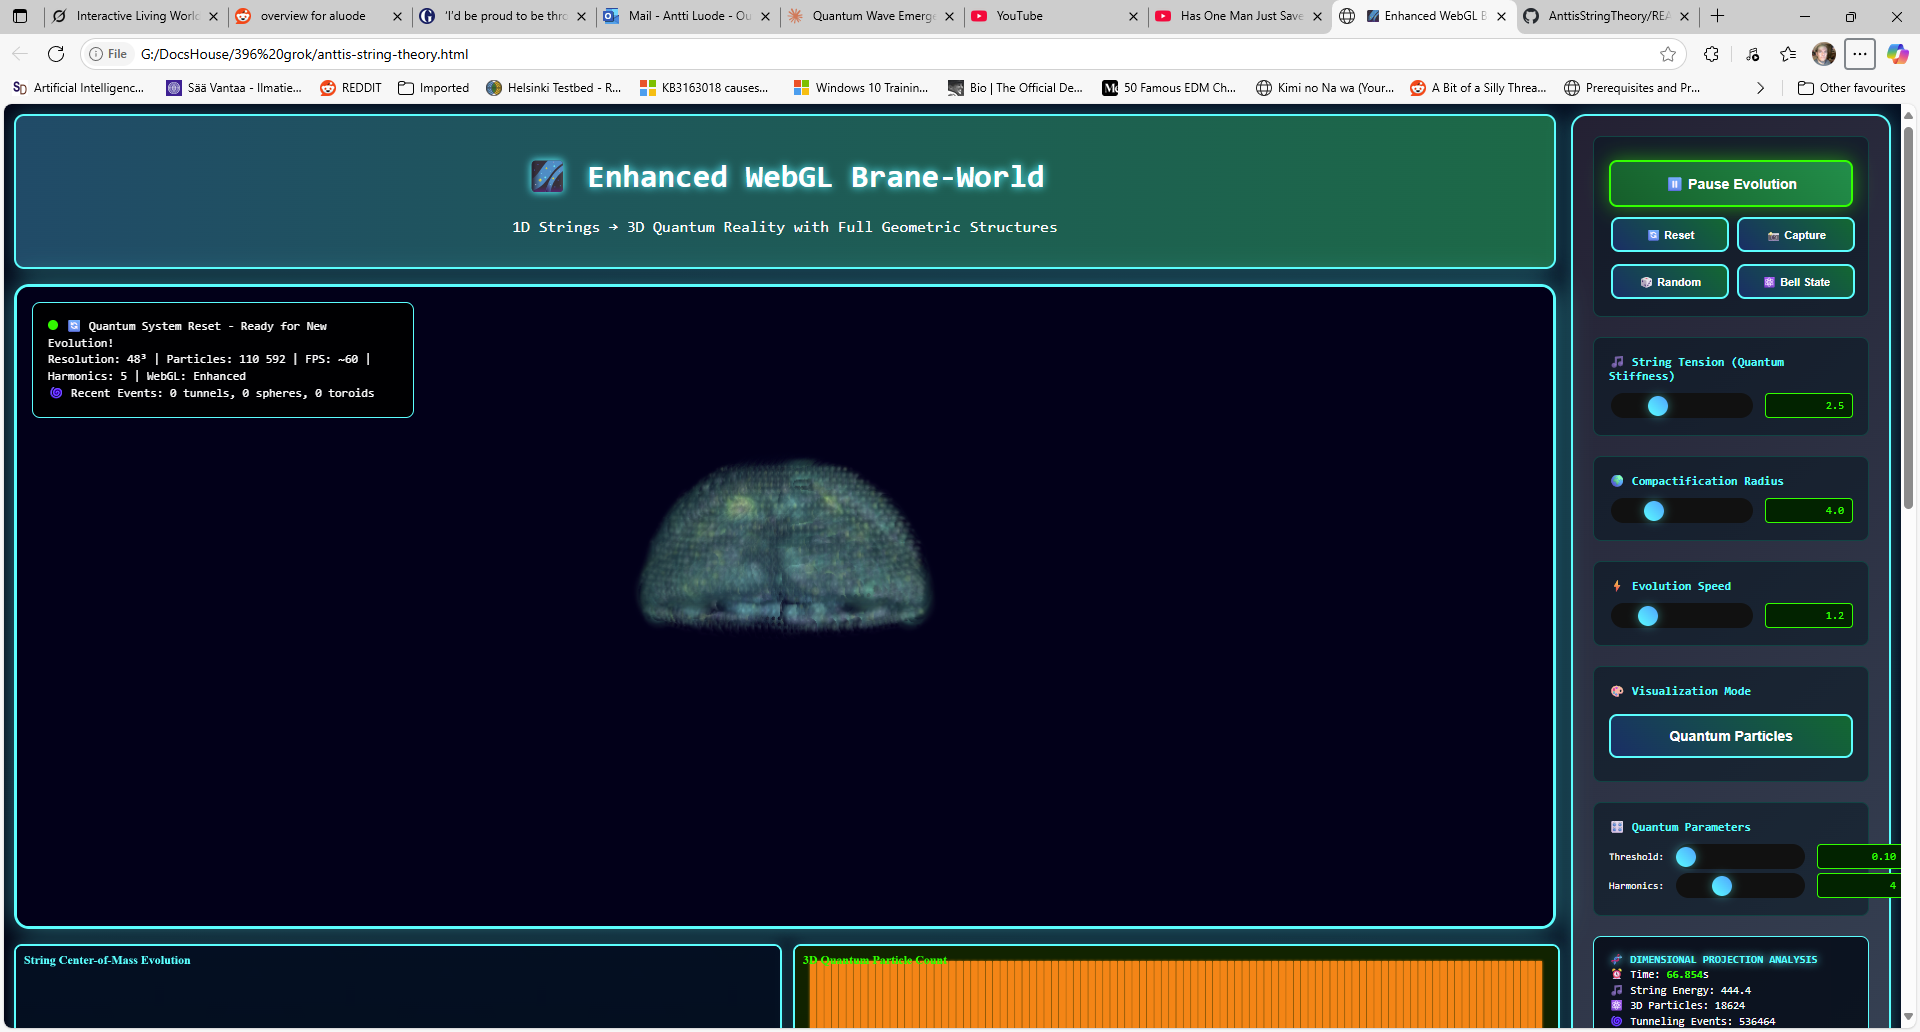 Interactive Living World
overview for aluode
'I'd be proud to be thro
Mail - Antti Luode - Ou
Quantum Wave Emerge
YouTube
Has One Man Just Save
Enhanced WebGL B
AnttisStringTheory/REA
File
G:/DocsHouse/396%20grok/anttis-string-theory.html
Artificial Intelligenc...
Sää Vantaa - Ilmatie...
REDDIT
Imported
Helsinki Testbed - R...
KB3163018 causes...
Windows 10 Trainin...
Bio | The Official De...
50 Famous EDM Ch...
Kimi no Na wa (Your...
A Bit of a Silly Threa...
Prerequisites and Pr...
Other favourites
Enhanced WebGL Brane-World
1D Strings → 3D Quantum Reality with Full Geometric Structures
Quantum System Reset - Ready for New
Evolution!
Resolution: 48³ | Particles: 110 592 | FPS: ~60 |
Harmonics: 5 | WebGL: Enhanced
Recent Events: 0 tunnels, 0 spheres, 0 toroids
String Center-of-Mass Evolution
3D Quantum Particle Count
Pause Evolution
Reset
Capture
Random
Bell State
String Tension (Quantum
Stiffness)
2.5
Compactification Radius
4.0
Evolution Speed
1.2
Visualization Mode
Quantum Particles
Quantum Parameters
Threshold: 0.10
Harmonics: 4
DIMENSIONAL PROJECTION ANALYSIS
Time: 66.854s
String Energy: 444.4
3D Particles: 18624
Tunneling Events: 536464